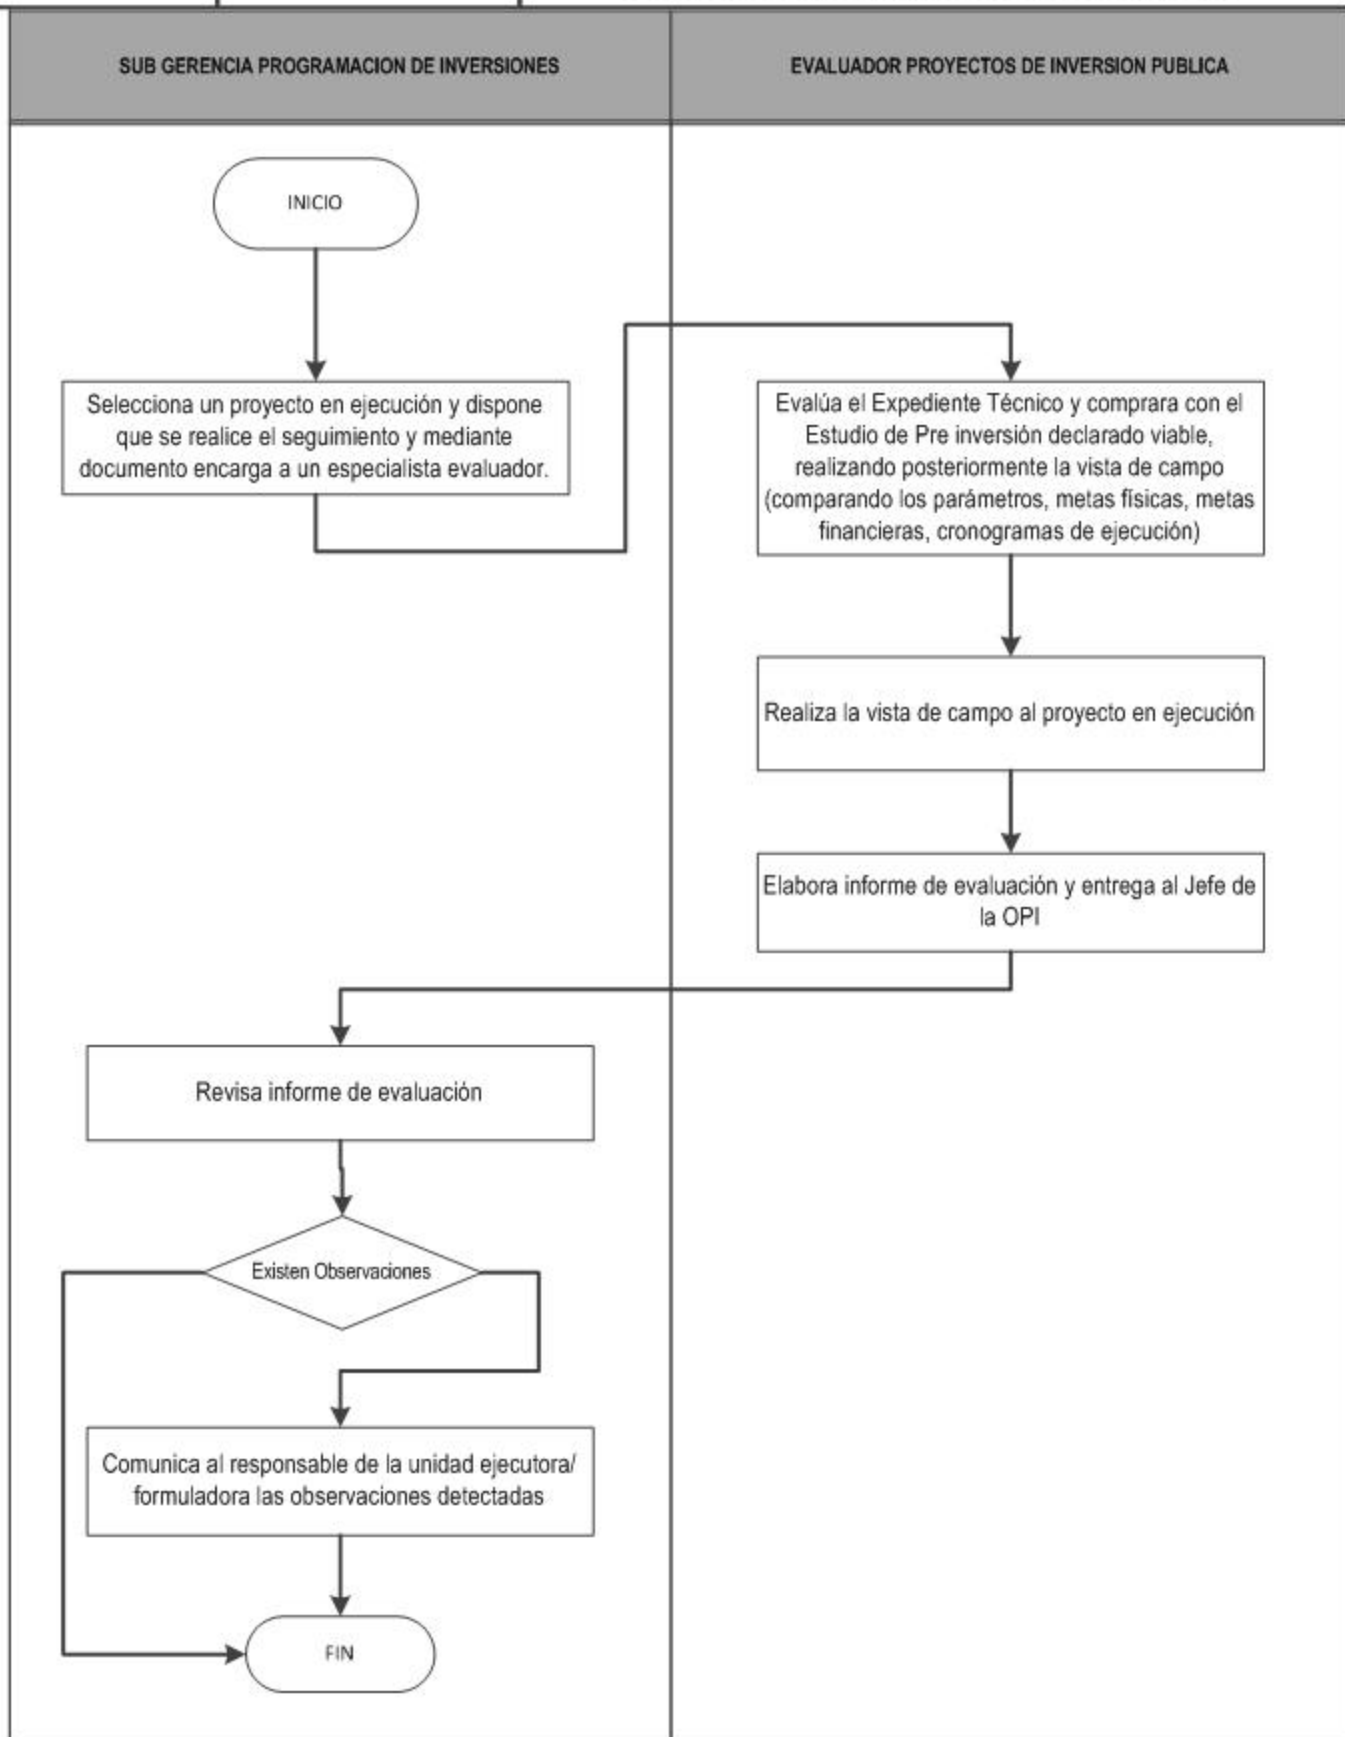 SUB GERENCIA PROGRAMACION DE INVERSIONES
EVALUADOR PROYECTOS DE INVERSION PUBLICA
INICIO
Selecciona un proyecto en ejecución y dispone
que se realice el seguimiento y mediante
documento encarga a un especialista evaluador.
Evalúa el Expediente Técnico y comprara con el
Estudio de Pre inversión declarado viable,
realizando posteriormente la vista de campo
(comparando los parámetros, metas físicas, metas
financieras, cronogramas de ejecución)
Realiza la vista de campo al proyecto en ejecución
Elabora informe de evaluación y entrega al Jefe de
la OPI
Revisa informe de evaluación
Existen Observaciones
Comunica al responsable de la unidad ejecutora/
formuladora las observaciones detectadas
FIN